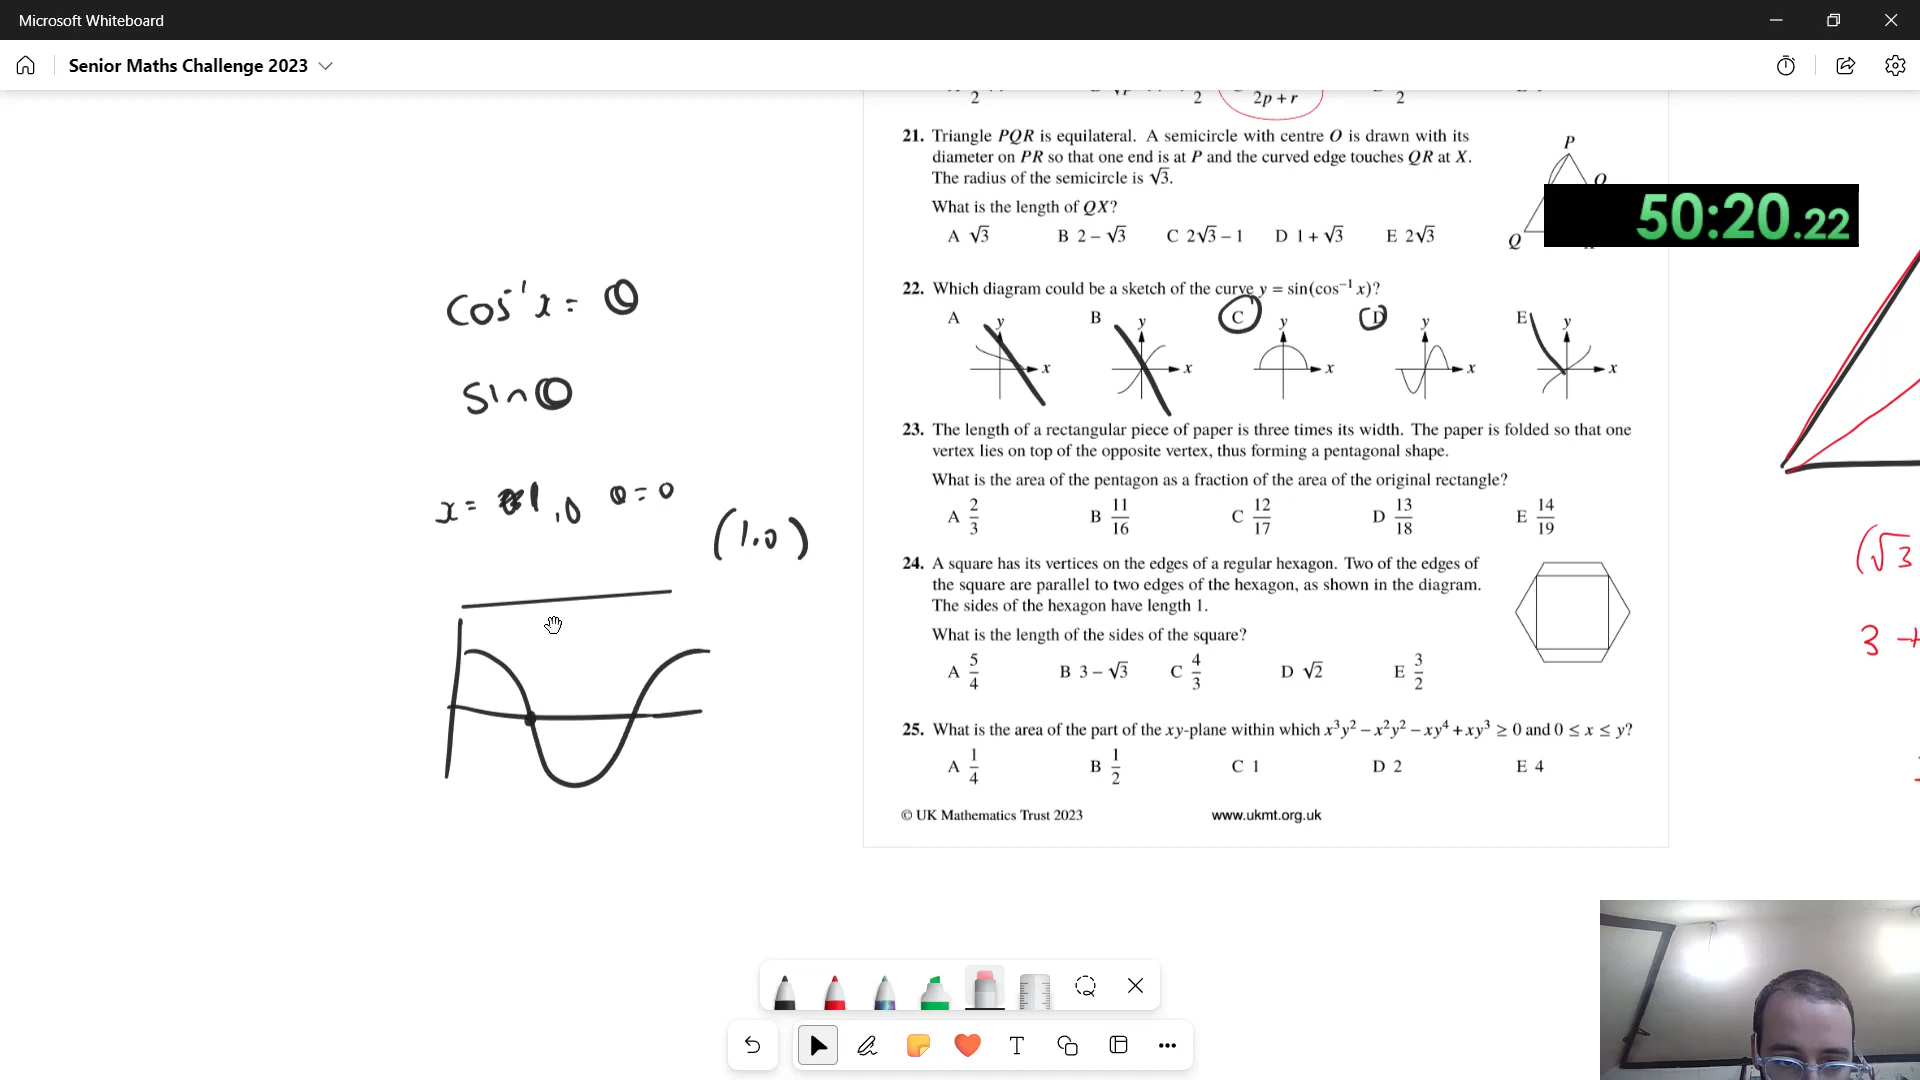 Microsoft Whiteboard
Senior Maths Challenge 2023
2
2
2p + r
2
21. Triangle PQR is equilateral. A semicircle with centre O is drawn with its
diameter on PR so that one end is at P and the curved edge touches QR at X.
The radius of the semicircle is √3.
What is the length of QX?
A √3 B 2 – √3 C 2√3 – 1 D 1 + √3 E 2√3
P
O
Q
50:20.22
22. Which diagram could be a sketch of the curve y = sin(cos⁻¹ x)?
A B C D E
y y y y y
x x x x x
23. The length of a rectangular piece of paper is three times its width. The paper is folded so that one
vertex lies on top of the opposite vertex, thus forming a pentagonal shape.
What is the area of the pentagon as a fraction of the area of the original rectangle?
A 2/3 B 11/16 C 12/17 D 13/18 E 14/19
24. A square has its vertices on the edges of a regular hexagon. Two of the edges of
the square are parallel to two edges of the hexagon, as shown in the diagram.
The sides of the hexagon have length 1.
What is the length of the sides of the square?
A 5/4 B 3 – √3 C 4/3 D √2 E 3/2
25. What is the area of the part of the xy-plane within which x³y² – x²y² – xy⁴ + xy³ ≥ 0 and 0 ≤ x ≤ y?
A 1/4 B 1/2 C 1 D 2 E 4
© UK Mathematics Trust 2023 www.ukmt.org.uk
cos⁻¹x = θ
sinθ
x = 1,0 θ = 0
(1,0)
(√3
3 +
T